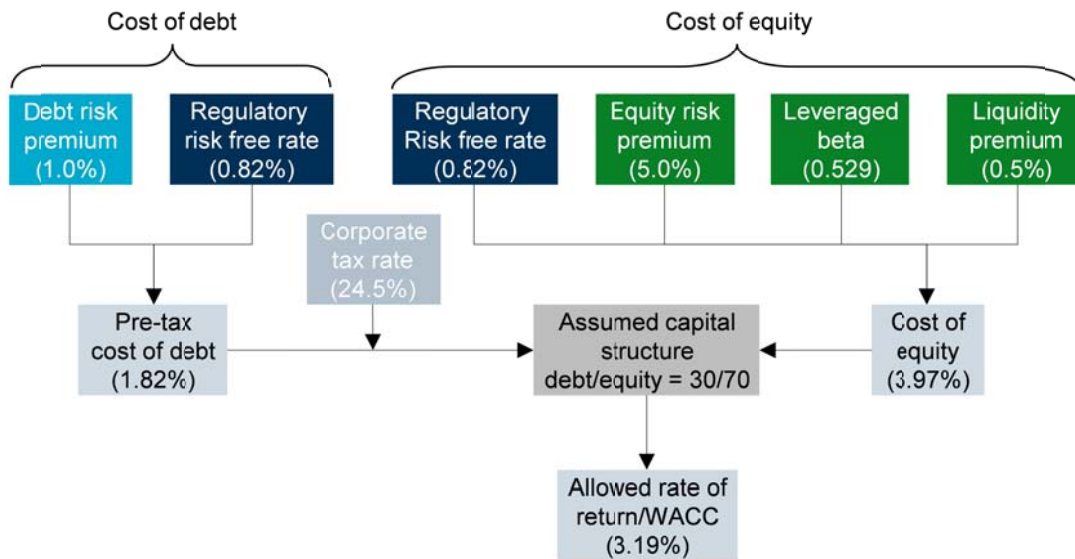 Cost of debt
Cost of equity
Debt risk
premium
(1.0%)
Regulatory
risk free rate
(0.82%)
Regulatory
Risk free rate
(0.82%)
Equity risk
premium
(5.0%)
Leveraged
beta
(0.529)
Liquidity
premium
(0.5%)
Corporate
tax rate
(24.5%)
Pre-tax
cost of debt
(1.82%)
Assumed capital
structure
debt/equity = 30/70
Cost of
equity
(3.97%)
Allowed rate of
return/WACC
(3.19%)